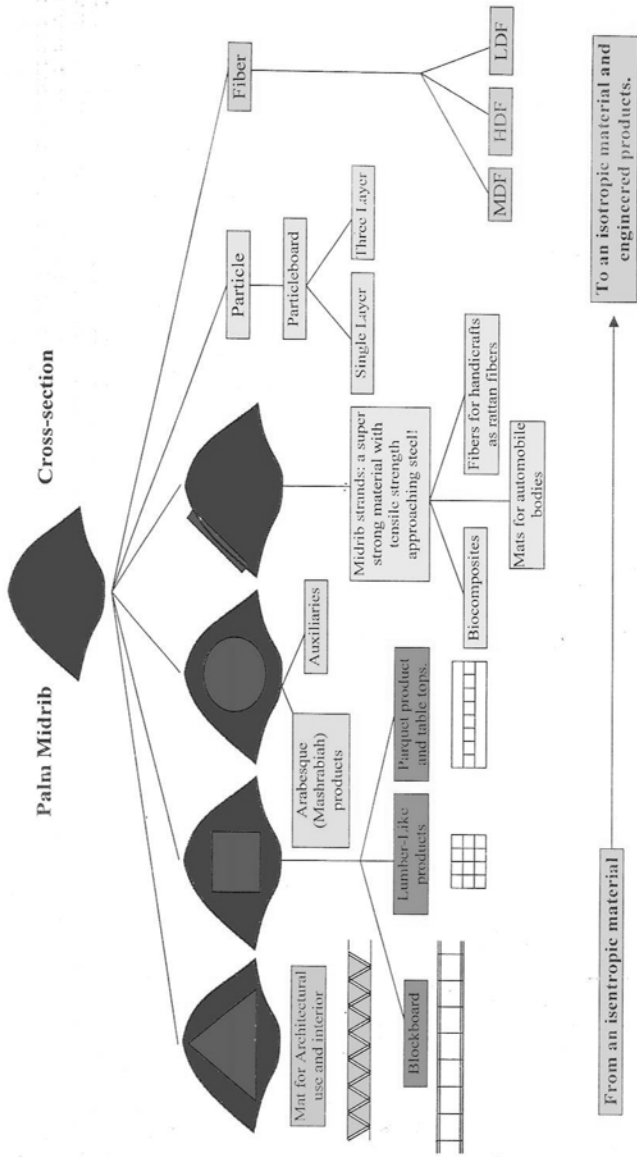 Palm Midrib
Cross-section
Particle
Fiber
Mat for Architectural
use and interior
Arabesque
(Mashrabiah)
products
Auxiliaries
Midrib strands: a super
strong material with
tensile strength
approaching steel!
Particleboard
Single Layer
Three Layer
Blockboard
Lumber-Like
products
Parquet product
and table tops.
Biocomposites
Mats for automobile
bodies
Fibers for handicrafts
as rattan fibers
MDF
HDF
LDF
From an isentropic material
To an isotropic material and
engineered products.